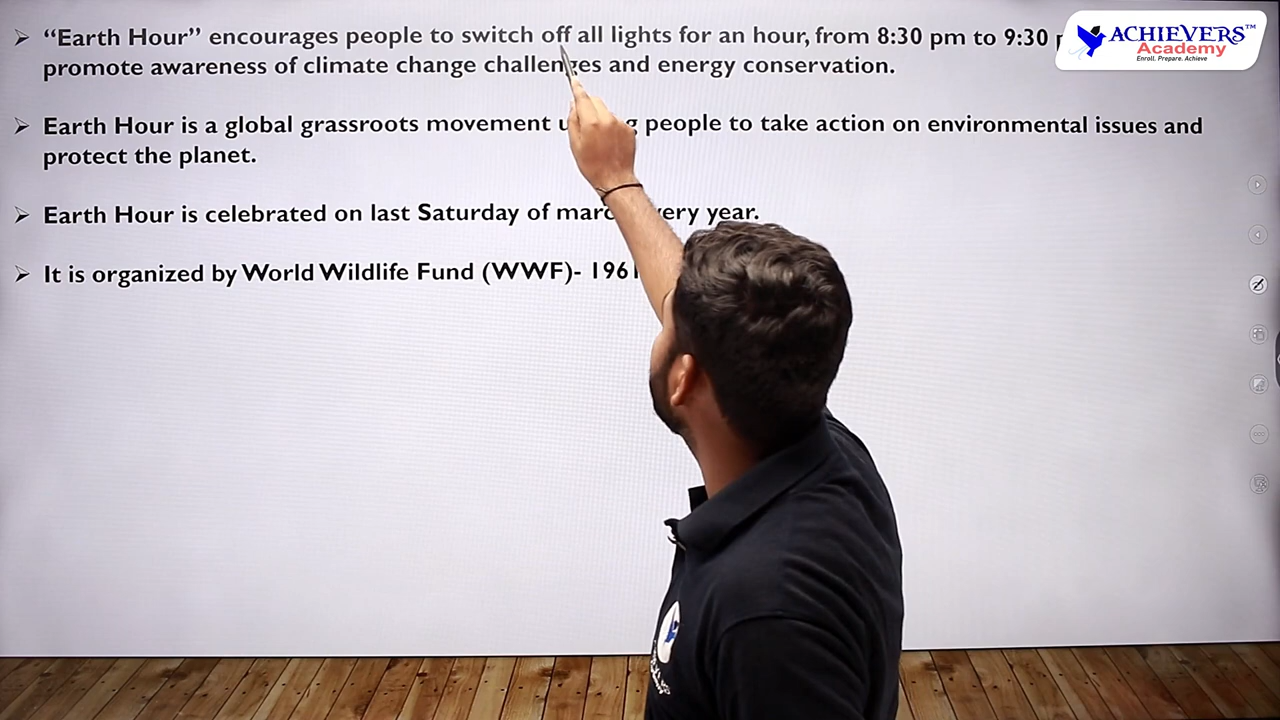 ➢ “Earth Hour” encourages people to switch off all lights for an hour, from 8:30 pm to 9:30
promote awareness of climate change challenges and energy conservation.
➢ Earth Hour is a global grassroots movement people to take action on environmental issues and
protect the planet.
➢ Earth Hour is celebrated on last Saturday of year.
➢ It is organized by World Wildlife Fund (WWF)- 1961
ACHIEVERS™
Academy
Enroll. Prepare. Achieve